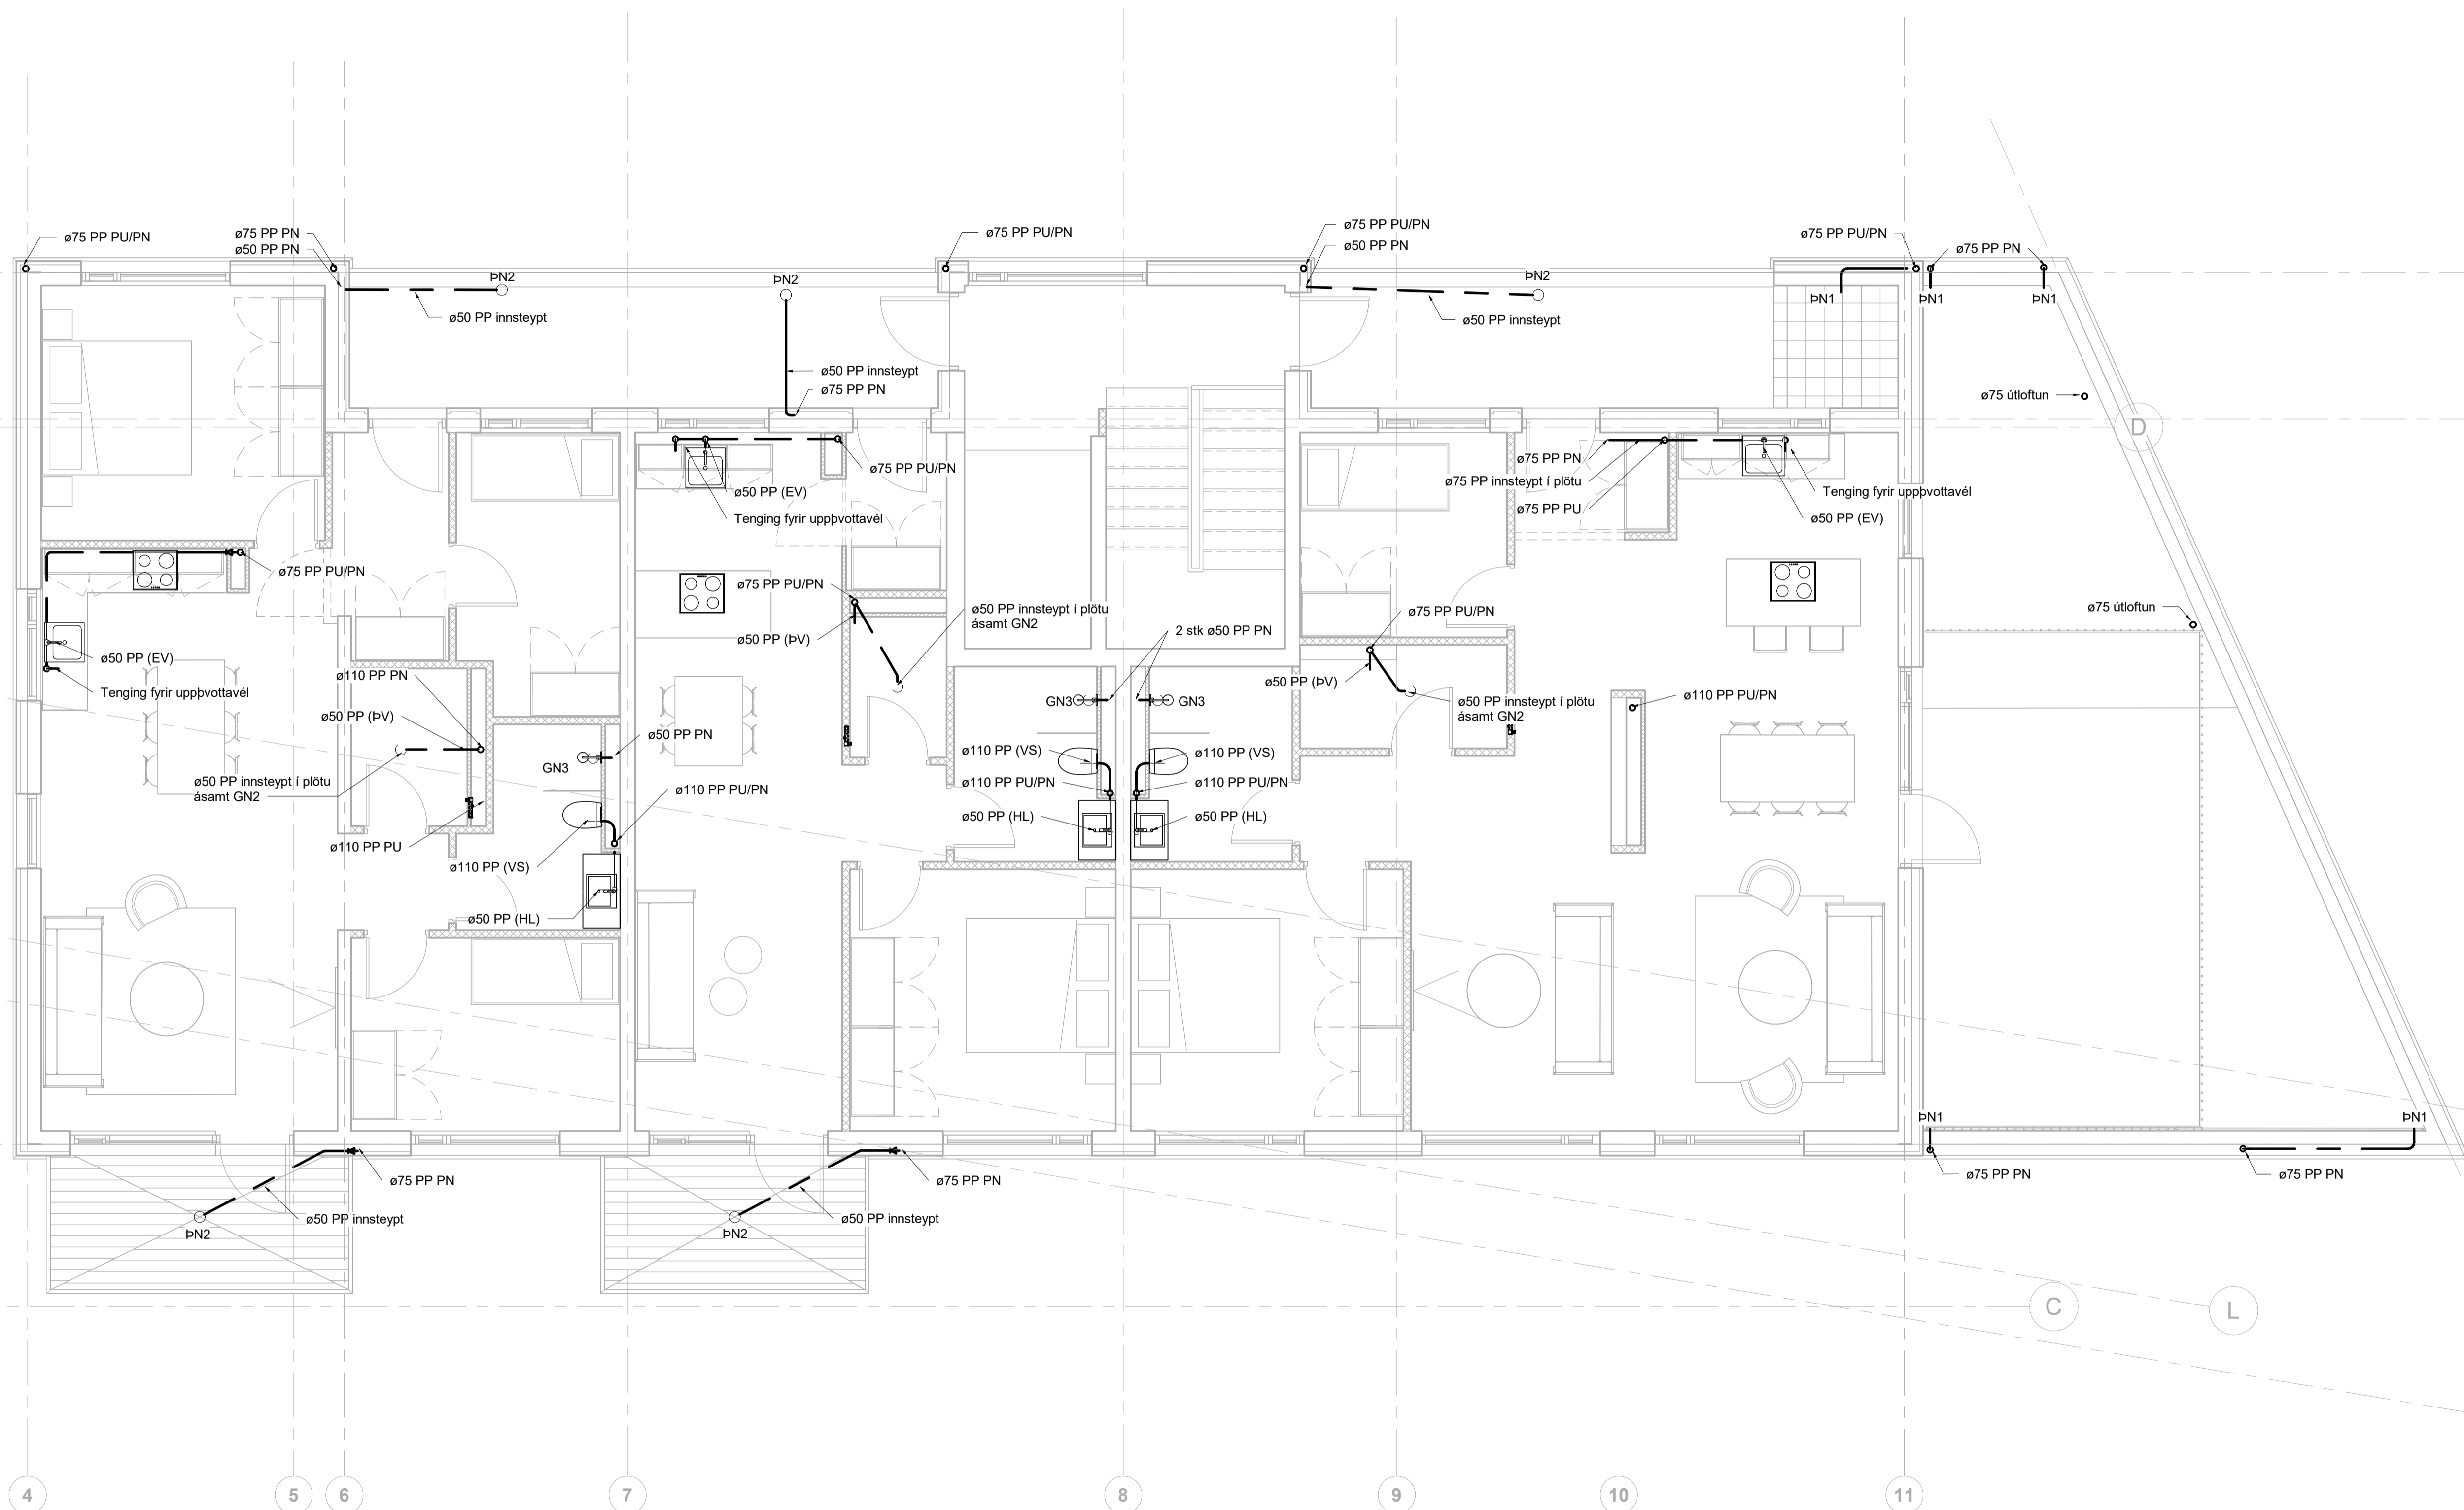 ø75 PP PU/PN
ø75 PP PN
ø50 PP PN
ø75 PP PU/PN
ø75 PP PU/PN
ø50 PP PN
ø75 PP PU/PN
ø75 PP PN
ÞN2
ÞN2
ÞN2
ÞN1
ÞN1
ÞN1
ø50 PP innsteypt
ø50 PP innsteypt
ø50 PP innsteypt
ø75 PP PN
ø75 útloftun
D
ø75 PP PU/PN
ø50 PP (EV)
Tenging fyrir uppþvottavél
ø75 PP PN
ø75 PP innsteypt í plötu
ø75 PP PU
Tenging fyrir uppþvottavél
ø50 PP (EV)
ø75 PP PU/PN
ø75 PP PU/PN
ø50 PP (ÞV)
ø50 PP innsteypt í plötu
ásamt GN2
2 stk ø50 PP PN
ø75 PP PU/PN
ø75 útloftun
ø50 PP (EV)
Tenging fyrir uppþvottavél
ø110 PP PN
ø50 PP (ÞV)
ø50 PP innsteypt í plötu
ásamt GN2
ø50 PP PN
GN3
GN3
GN3
ø50 PP (ÞV)
ø50 PP innsteypt í plötu
ásamt GN2
ø110 PP PU/PN
ø110 PP (VS)
ø110 PP (VS)
ø110 PP PU/PN
ø110 PP PU/PN
ø110 PP PU/PN
ø50 PP (HL)
ø50 PP (HL)
ø110 PP PU
ø110 PP (VS)
ø50 PP (HL)
ÞN1
ÞN1
ø75 PP PN
ø75 PP PN
ø75 PP PN
ø75 PP PN
ø50 PP innsteypt
ø50 PP innsteypt
ÞN2
ÞN2
C
L
4
5
6
7
8
9
10
11